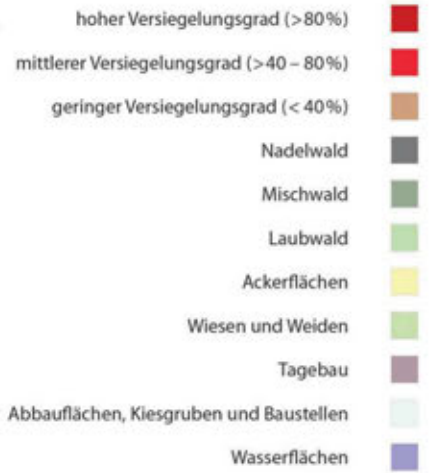 hoher Versiegelungsgrad (>80%)
mittlerer Versiegelungsgrad (>40 – 80%)
geringer Versiegelungsgrad (< 40%)
Nadelwald
Mischwald
Laubwald
Ackerflächen
Wiesen und Weiden
Tagebau
Abbauflächen, Kiesgruben und Baustellen
Wasserflächen